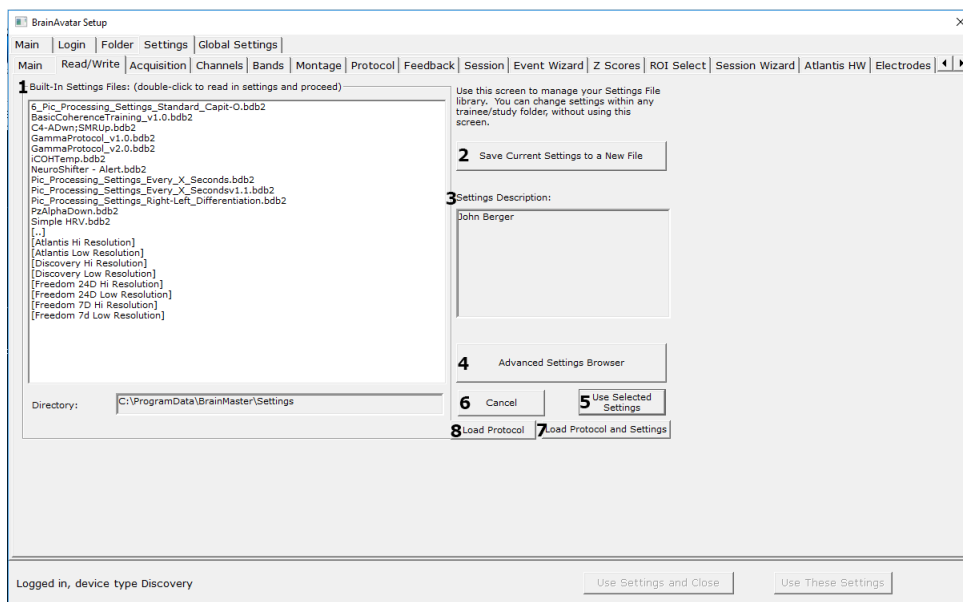 BrainAvatar Setup
Main Login Folder Settings Global Settings
Main Read/Write Acquisition Channels Bands Montage Protocol Feedback Session Event Wizard Z Scores ROI Select Session Wizard Atlantis HW Electrodes
1 Built-In Settings Files: (double-click to read in settings and proceed)
6_Pic_Processing_Settings_Standard_Capit-O.bdb2
BasicCoherenceTraining_v1.0.bdb2
C4-ADwn;SMRUp.bdb2
GammaProtocol_v1.0.bdb2
GammaProtocol_v2.0.bdb2
iCOHTemp.bdb2
NeuroShifter - Alert.bdb2
Pic_Processing_Settings_Every_X_Seconds.bdb2
Pic_Processing_Settings_Every_X_Secondsv1.1.bdb2
Pic_Processing_Settings_Right-Left_Differentiation.bdb2
PzAlphaDown.bdb2
Simple HRV.bdb2
[..]
[Atlantis Hi Resolution]
[Atlantis Low Resolution]
[Discovery Hi Resolution]
[Discovery Low Resolution]
[Freedom 24D Hi Resolution]
[Freedom 24D Low Resolution]
[Freedom 7D Hi Resolution]
[Freedom 7d Low Resolution]
Directory: C:\ProgramData\BrainMaster\Settings
Use this screen to manage your Settings File
library. You can change settings within any
trainee/study folder, without using this
screen.
2 Save Current Settings to a New File
3 Settings Description:
John Berger
4 Advanced Settings Browser
6 Cancel
5 Use Selected
Settings
8 Load Protocol
7 Load Protocol and Settings
Logged in, device type Discovery
Use Settings and Close
Use These Settings